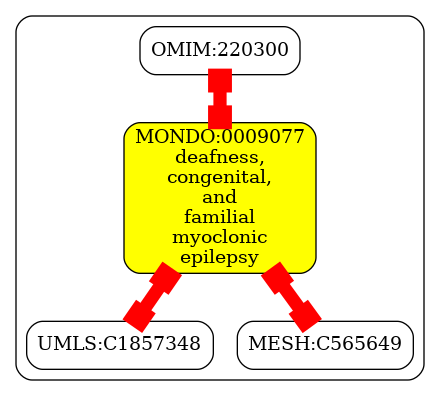 OMIM:220300
MONDO:0009077
deafness,
congenital,
and
familial
myoclonic
epilepsy
UMLS:C1857348
MESH:C565649